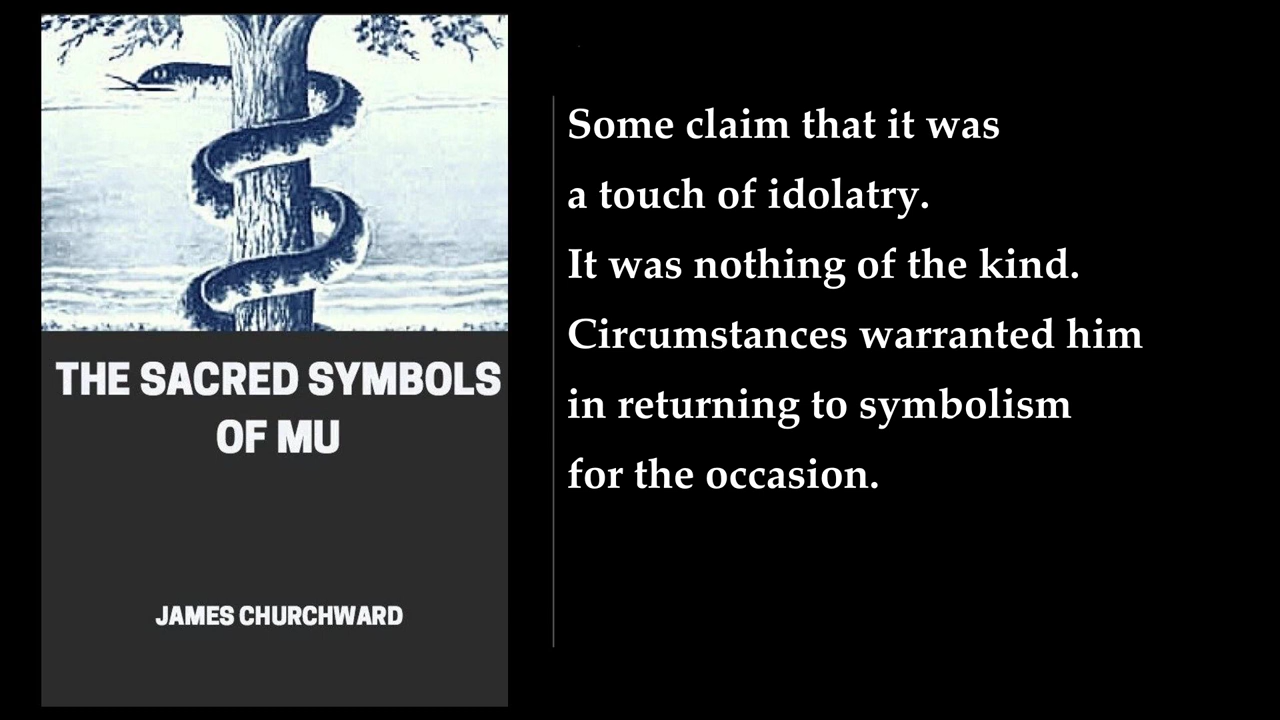 THE SACRED SYMBOLS
OF MU
JAMES CHURCHWARD
Some claim that it was
a touch of idolatry.
It was nothing of the kind.
Circumstances warranted him
in returning to symbolism
for the occasion.